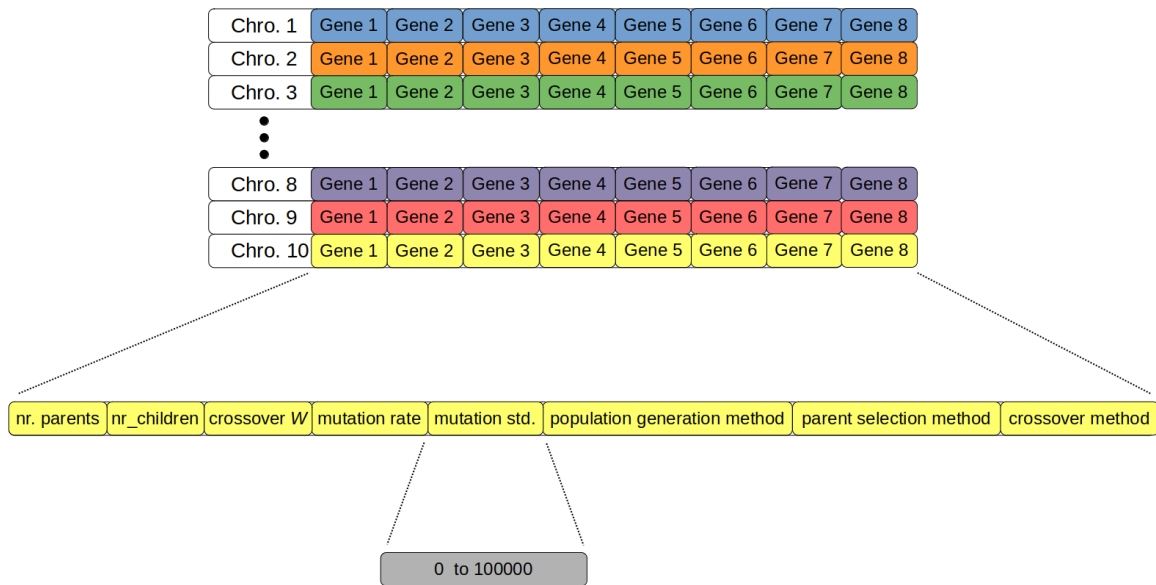 Chro. 1 Gene 1 Gene 2 Gene 3 Gene 4 Gene 5 Gene 6 Gene 7 Gene 8
Chro. 2 Gene 1 Gene 2 Gene 3 Gene 4 Gene 5 Gene 6 Gene 7 Gene 8
Chro. 3 Gene 1 Gene 2 Gene 3 Gene 4 Gene 5 Gene 6 Gene 7 Gene 8
Chro. 8 Gene 1 Gene 2 Gene 3 Gene 4 Gene 5 Gene 6 Gene 7 Gene 8
Chro. 9 Gene 1 Gene 2 Gene 3 Gene 4 Gene 5 Gene 6 Gene 7 Gene 8
Chro. 10 Gene 1 Gene 2 Gene 3 Gene 4 Gene 5 Gene 6 Gene 7 Gene 8
nr. parents nr_children crossover W mutation rate mutation std. population generation method parent selection method crossover method
0 to 100000